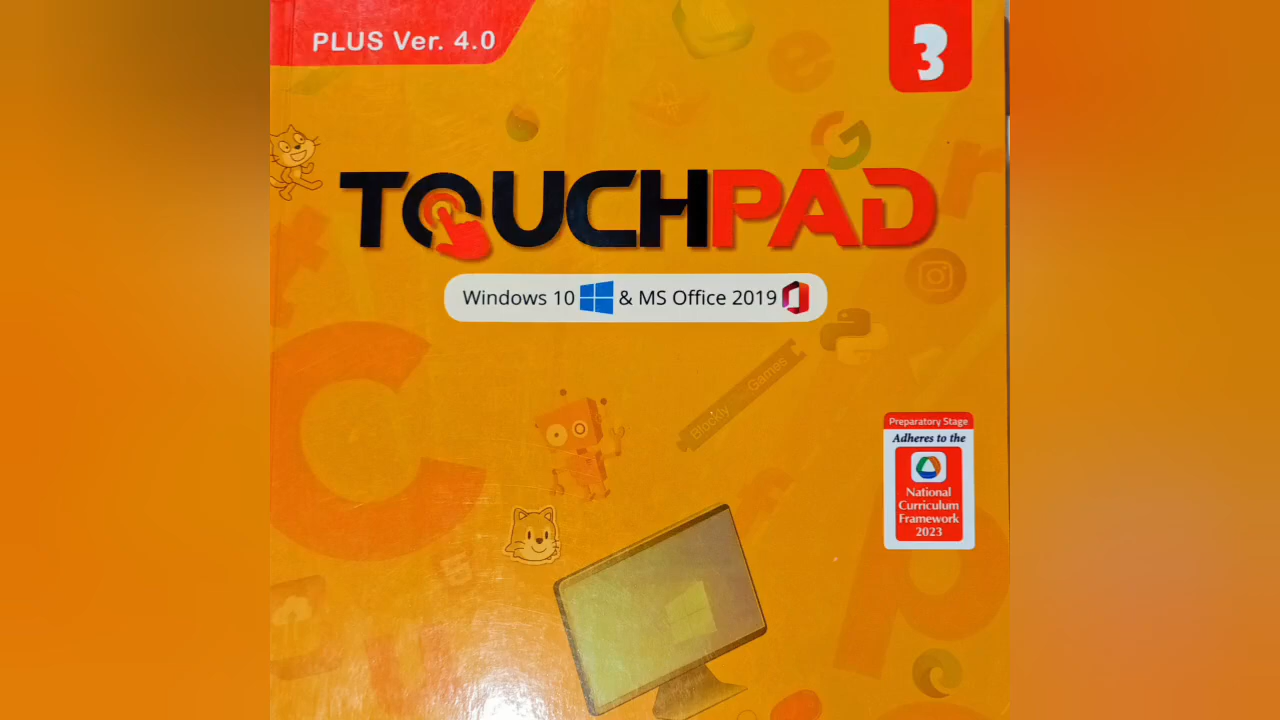 PLUS Ver. 4.0
3
TOUCHPAD
Windows 10 & MS Office 2019
Blockly Games
Preparatory Stage
Adheres to the
National
Curriculum
Framework
2023